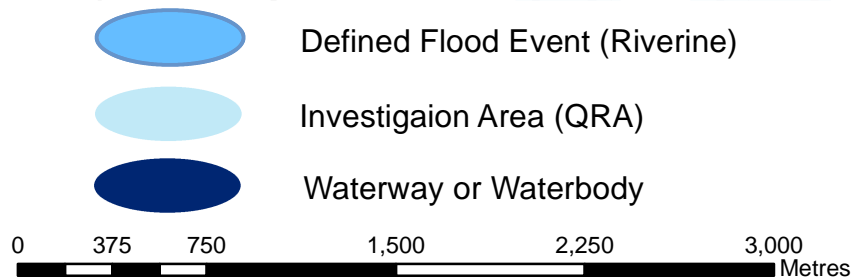 Defined Flood Event (Riverine)
Investigaion Area (QRA)
Waterway or Waterbody
0 375 750 1,500 2,250 3,000
Metres